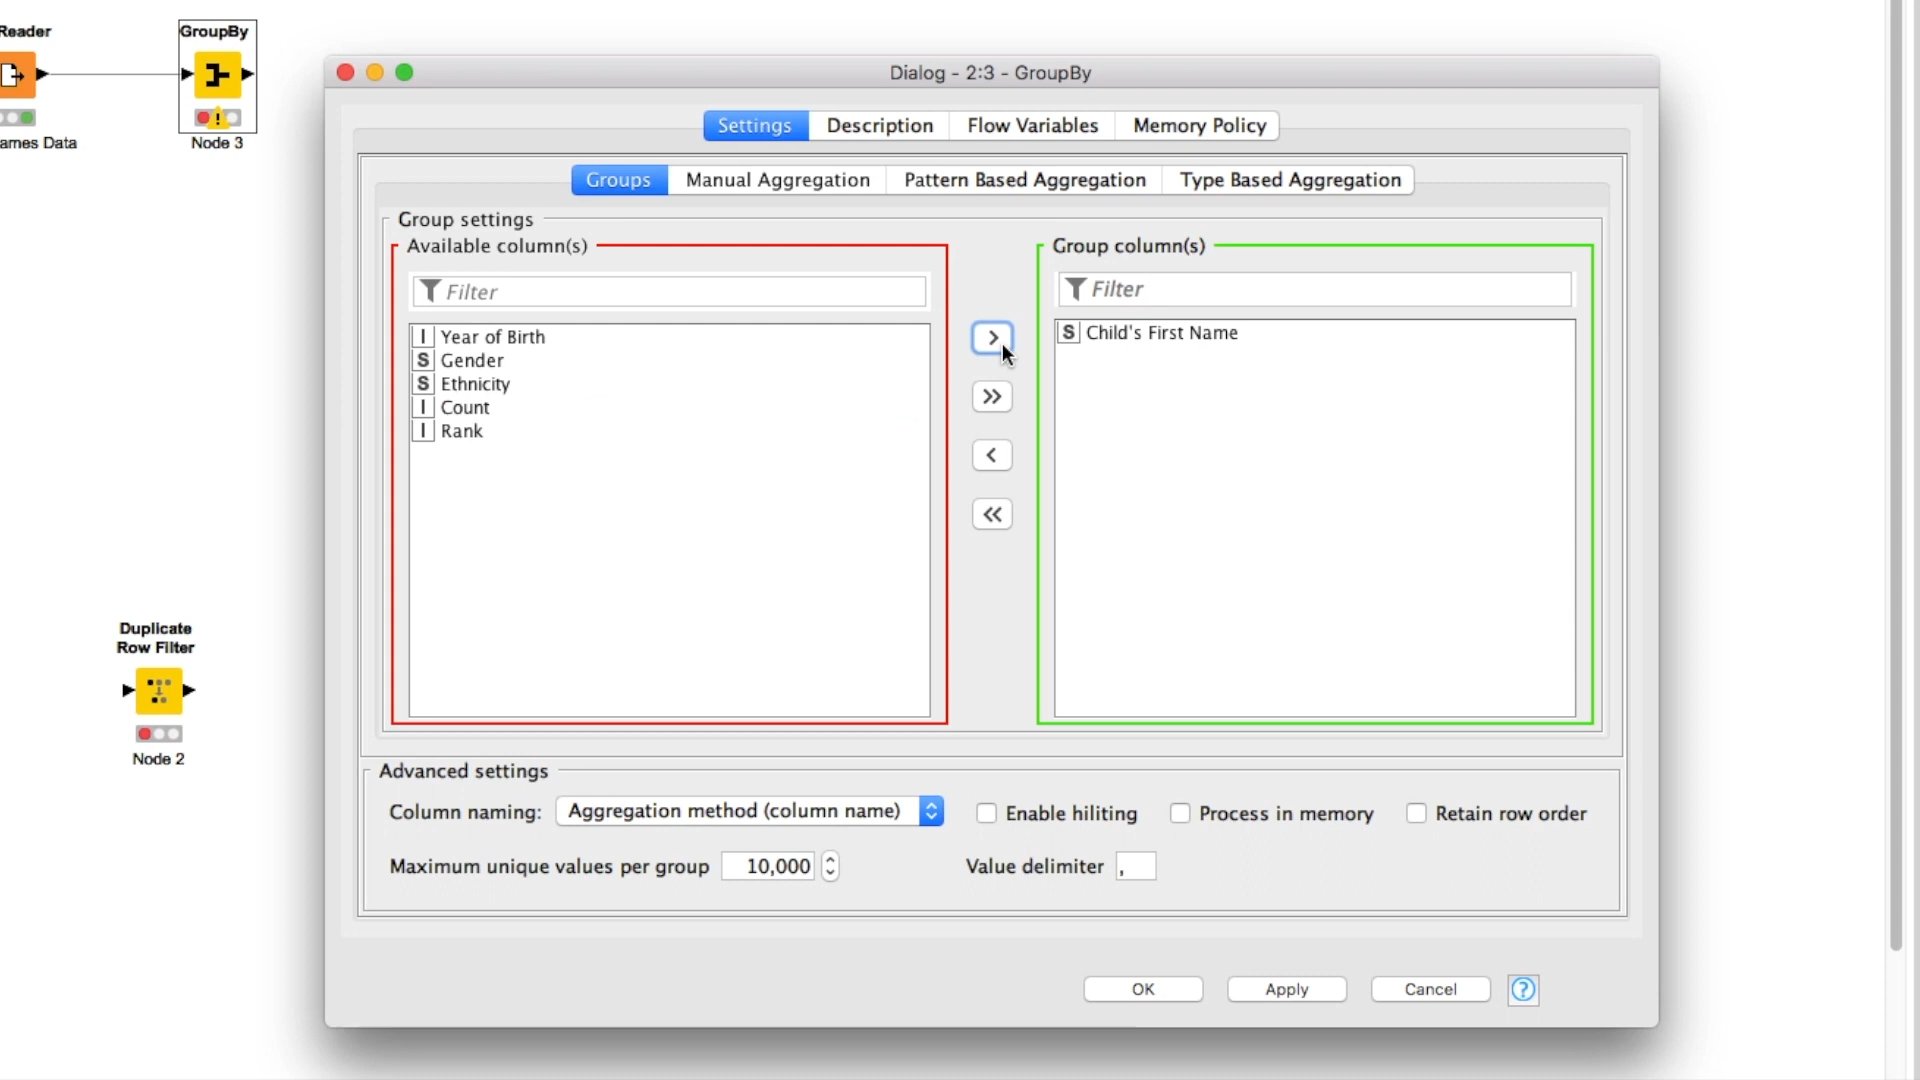 Reader
GroupBy
ames Data
Node 3
Dialog - 2:3 - GroupBy
Settings
Description
Flow Variables
Memory Policy
Groups
Manual Aggregation
Pattern Based Aggregation
Type Based Aggregation
Group settings
Available column(s)
Filter
I Year of Birth
S Gender
S Ethnicity
I Count
I Rank
>
>>
<
<<
Group column(s)
Filter
S Child's First Name
Duplicate
Row Filter
Node 2
Advanced settings
Column naming: Aggregation method (column name)
Enable hiliting
Process in memory
Retain row order
Maximum unique values per group 10,000
Value delimiter ,
OK
Apply
Cancel
?